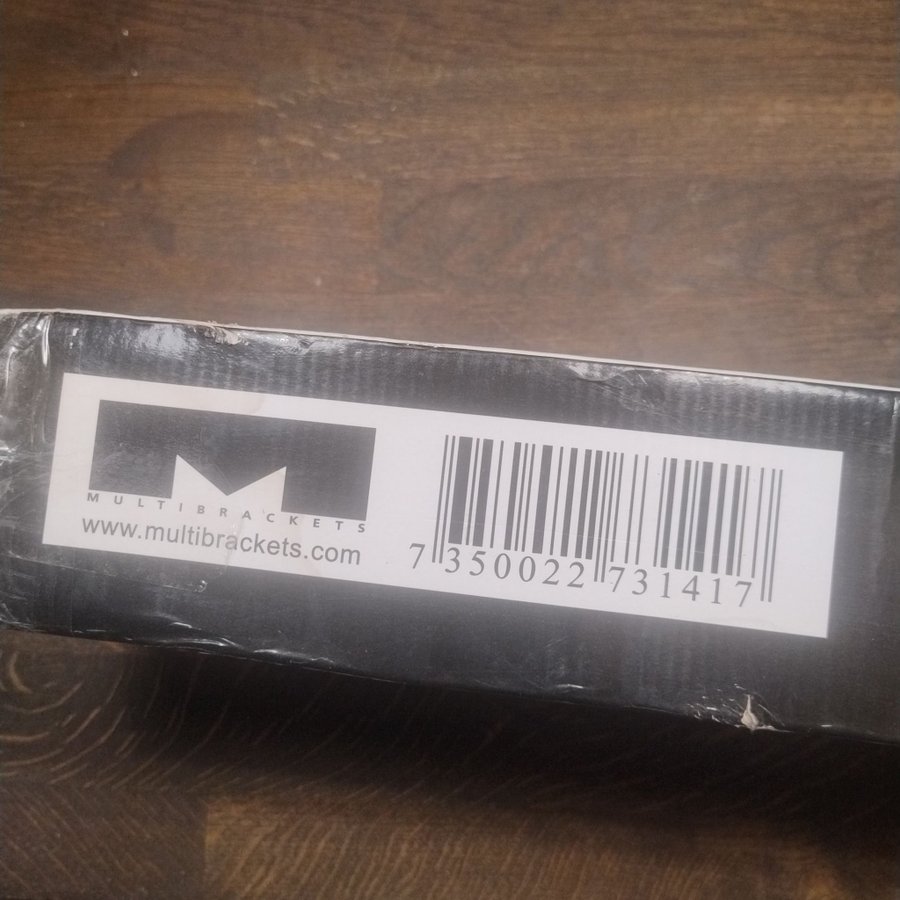 MULTIBRACKETS
www.multibrackets.com
7 350022 731417